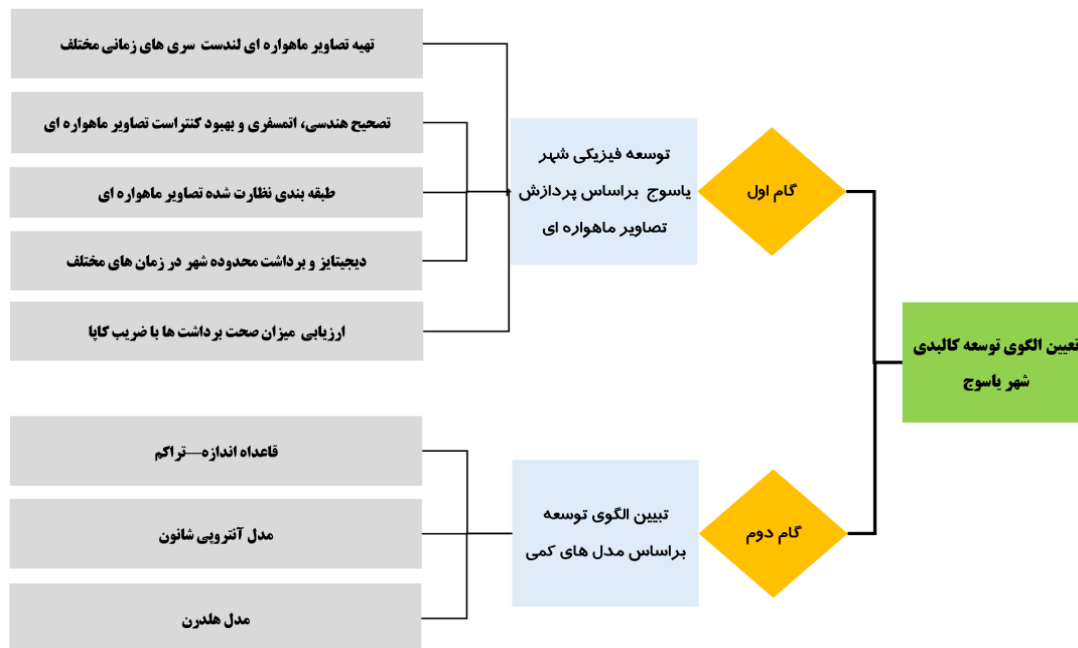 تعیین الگوی توسعه کالبدی
شهر یاسوج
گام اول
توسعه فیزیکی شهر
یاسوج براساس پردازش
تصاویر ماهواره ای
تهیه تصاویر ماهواره ای لندست سری های زمانی مختلف
تصحیح هندسی، اتمسفری و بهبود کنتراست تصاویر ماهواره ای
طبقه بندی نظارت شده تصاویر ماهواره ای
دیجیتایز و برداشت محدوده شهر در زمان های مختلف
ارزیابی میزان صحت برداشت ها با ضریب کاپا
گام دوم
تبیین الگوی توسعه
براساس مدل های کمی
قاعداه اندازه—تراکم
مدل آنتروپی شانون
مدل هلدرن